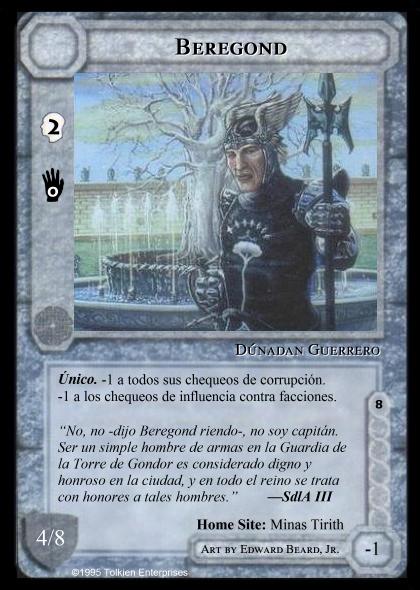 BEREGOND
2
0
DÚNADAN GUERRERO
Único. -1 a todos sus chequeos de corrupción.
-1 a los chequeos de influencia contra facciones.
8
“No, no -dijo Beregond riendo-, no soy capitán.
Ser un simple hombre de armas en la Guardia de
la Torre de Gondor es considerado digno y
honroso en la ciudad, y en todo el reino se trata
con honores a tales hombres.” —SdlA III
Home Site: Minas Tirith
4/8
ART BY EDWARD BEARD, JR.
-1
©1995 Tolkien Enterprises